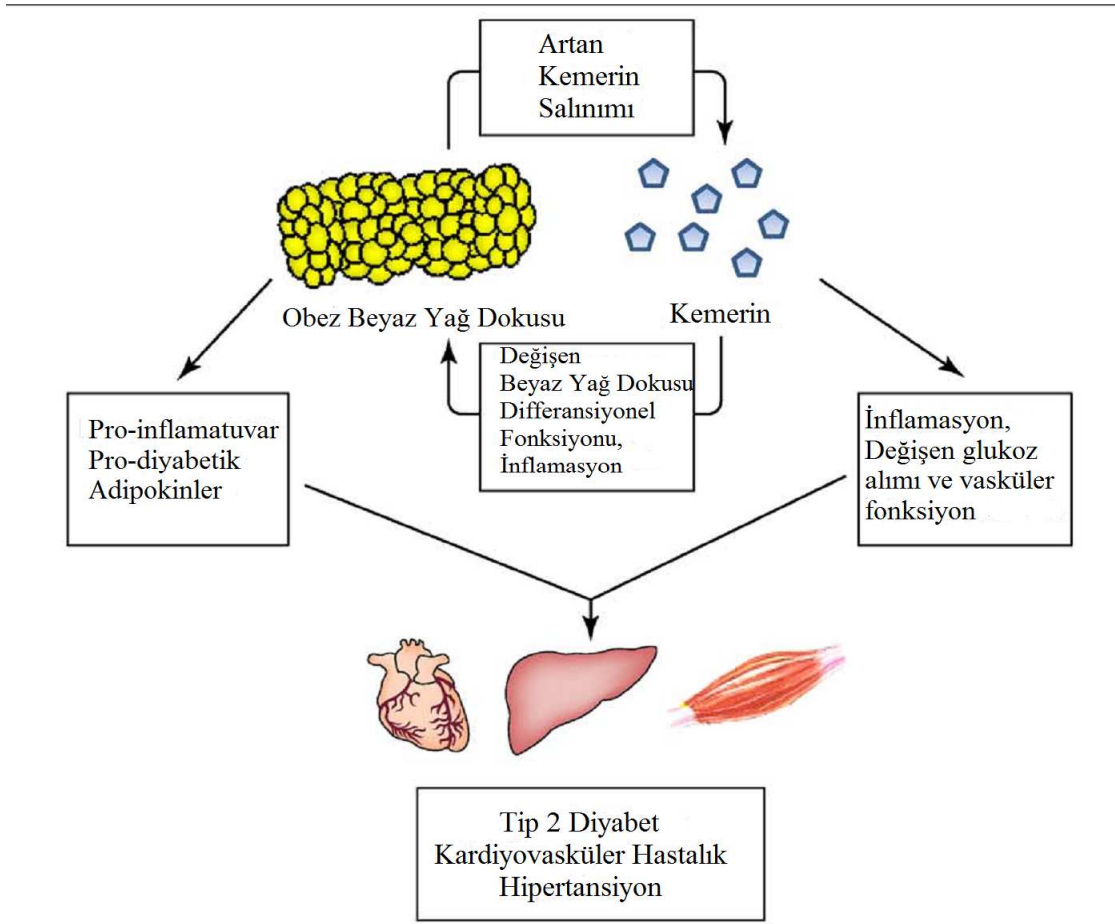 Artan
Kemerin
Salınımı
Obez Beyaz Yağ Dokusu
Kemerin
Değişen
Beyaz Yağ Dokusu
Differansiyonel
Fonksiyonu,
İnflamasyon
Pro-inflamatuvar
Pro-diyabetik
Adipokinler
İnflamasyon,
Değişen glukoz
alımı ve vasküler
fonksiyon
Tip 2 Diyabet
Kardiyovasküler Hastalık
Hipertansiyon